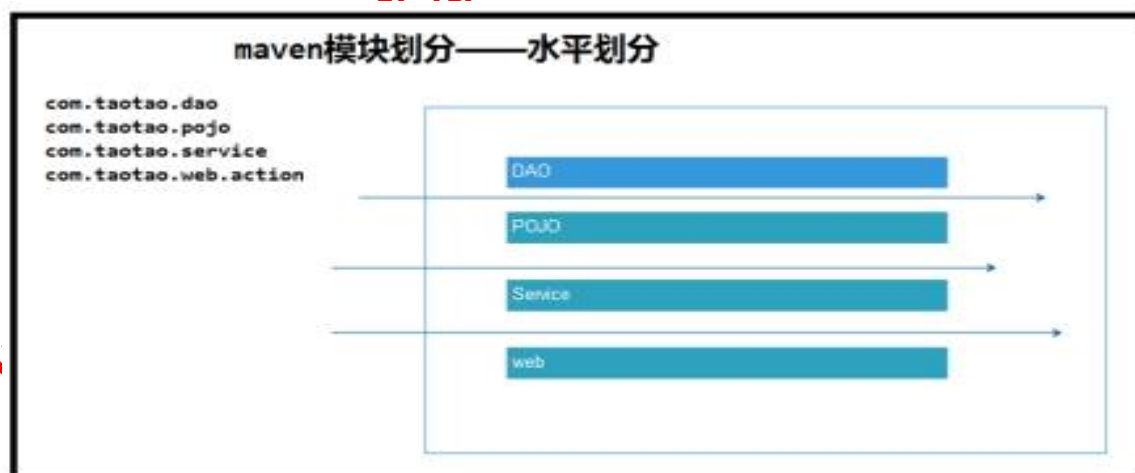 maven模块划分——水平划分
com.taotao.dao
com.taotao.pojo
com.taotao.service
com.taotao.web.action
DAO
POJO
Service
web